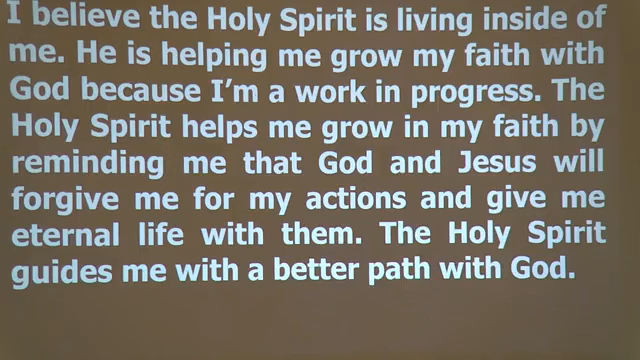 I believe the Holy Spirit is living inside of
me. He is helping me grow my faith with
God because I'm a work in progress. The
Holy Spirit helps me grow in my faith by
reminding me that God and Jesus will
forgive me for my actions and give me
eternal life with them. The Holy Spirit
guides me with a better path with God.